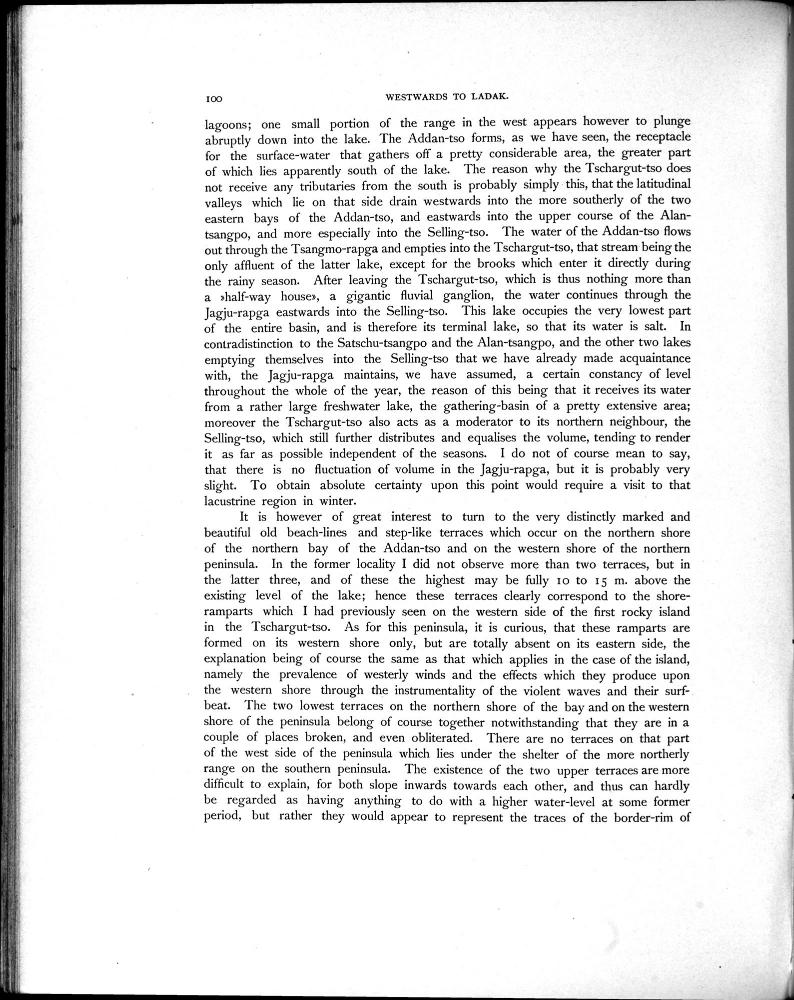 100 WESTWARDS TO LADAK.
lagoons; one small portion of the range in the west appears however to plunge
abruptly down into the lake. The Addan-tso forms, as we have seen, the receptacle
for the surface-water that gathers off a pretty considerable area, the greater part
of which lies apparently south of the lake. The reason why the Tschargut-tso does
not receive any tributaries from the south is probably simply this, that the latitudinal
valleys which lie on that side drain westwards into the more southerly of the two
eastern bays of the Addan-tso, and eastwards into the upper course of the Alan-
tsangpo, and more especially into the Selling-tso. The water of the Addan-tso flows
out through the Tsangmo-rapga and empties into the Tschargut-tso, that stream being the
only affluent of the latter lake, except for the brooks which enter it directly during
the rainy season. After leaving the Tschargut-tso, which is thus nothing more than
a »half-way house», a gigantic fluvial ganglion, the water continues through the
Jagju-rapga eastwards into the Selling-tso. This lake occupies the very lowest part
of the entire basin, and is therefore its terminal lake, so that its water is salt. In
contradistinction to the Satschu-tsangpo and the Alan-tsangpo, and the other two lakes
emptying themselves into the Selling-tso that we have already made acquaintance
with, the Jagju-rapga maintains, we have assumed, a certain constancy of level
throughout the whole of the year, the reason of this being that it receives its water
from a rather large freshwater lake, the gathering-basin of a pretty extensive area;
moreover the Tschargut-tso also acts as a moderator to its northern neighbour, the
Selling-tso, which still further distributes and equalises the volume, tending to render
it as far as possible independent of the seasons. I do not of course mean to say,
that there is no fluctuation of volume in the Jagju-rapga, but it is probably very
slight. To obtain absolute certainty upon this point would require a visit to that
lacustrine region in winter.
It is however of great interest to turn to the very distinctly marked and
beautiful old beach-lines and step-like terraces which occur on the northern shore
of the northern bay of the Addan-tso and on the western shore of the northern
peninsula. In the former locality I did not observe more than two terraces, but in
the latter three, and of these the highest may be fully 10 to 15 m. above the
existing level of the lake; hence these terraces clearly correspond to the shore-
ramparts which I had previously seen on the western side of the first rocky island
in the Tschargut-tso. As for this peninsula, it is curious, that these ramparts are
formed on its western shore only, but are totally absent on its eastern side, the
explanation being of course the same as that which applies in the case of the island,
namely the prevalence of westerly winds and the effects which they produce upon
the western shore through the instrumentality of the violent waves and their surf-
beat. The two lowest terraces on the northern shore of the bay and on the western
shore of the peninsula belong of course together notwithstanding that they are in a
couple of places broken, and even obliterated. There are no terraces on that part
of the west side of the peninsula which lies under the shelter of the more northerly
range on the southern peninsula. The existence of the two upper terraces are more
difficult to explain, for both slope inwards towards each other, and thus can hardly
be regarded as having anything to do with a higher water-level at some former
period, but rather they would appear to represent the traces of the border-rim of